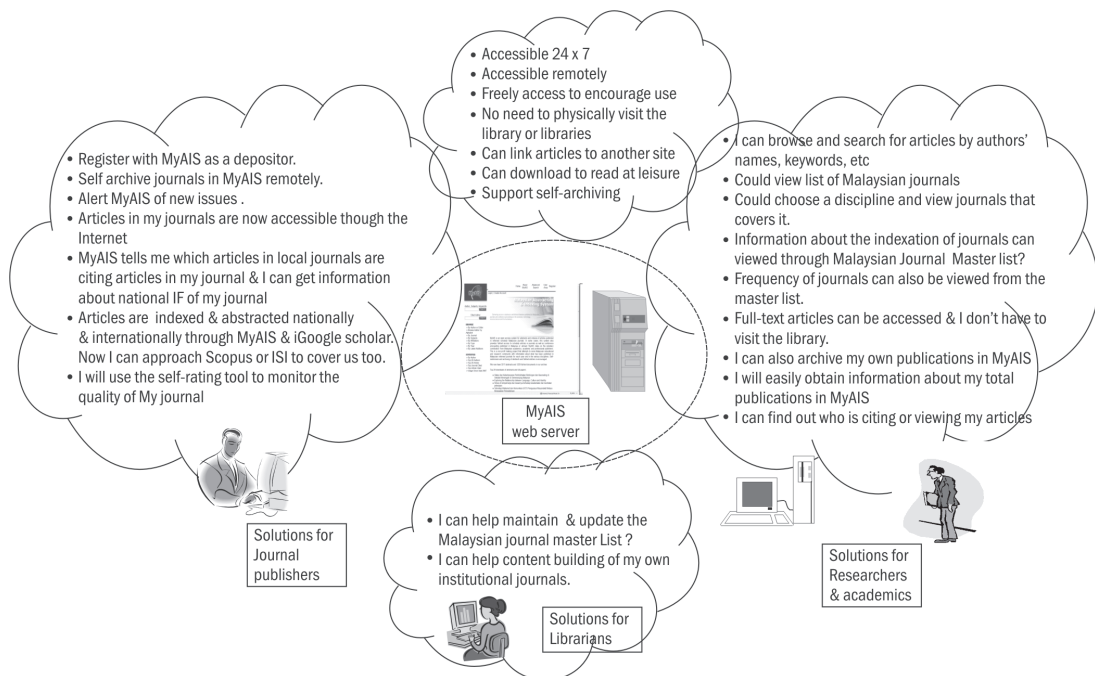 • Accessible 24 x 7
• Accessible remotely
• Freely access to encourage use
• No need to physically visit the
library or libraries
• Can link articles to another site
• Can download to read at leisure
• Support self-archiving
• Register with MyAIS as a depositor.
• Self archive journals in MyAIS remotely.
• Alert MyAIS of new issues .
• Articles in my journals are now accessible though the
Internet
• MyAIS tells me which articles in local journals are
citing articles in my journal & I can get information
about national IF of my journal
• Articles are indexed & abstracted nationally
& internationally through MyAIS & iGoogle scholar.
Now I can approach Scopus or ISI to cover us too.
• I will use the self-rating tool to monitor the
quality of My journal
Solutions for
Journal
publishers
MyAIS
web server
• I can browse and search for articles by authors'
names, keywords, etc
• Could view list of Malaysian journals
• Could choose a discipline and view journals that
covers it.
• Information about the indexation of journals can
viewed through Malaysian Journal Master list?
• Frequency of journals can also be viewed from the
master list.
• Full-text articles can be accessed & I don't have to
visit the library.
• I can also archive my own publications in MyAIS
• I will easily obtain information about my total
publications in MyAIS
• I can find out who is citing or viewing my articles
Solutions for
Researchers
& academics
• I can help maintain & update the
Malaysian journal master List ?
• I can help content building of my own
institutional journals.
Solutions for
Librarians